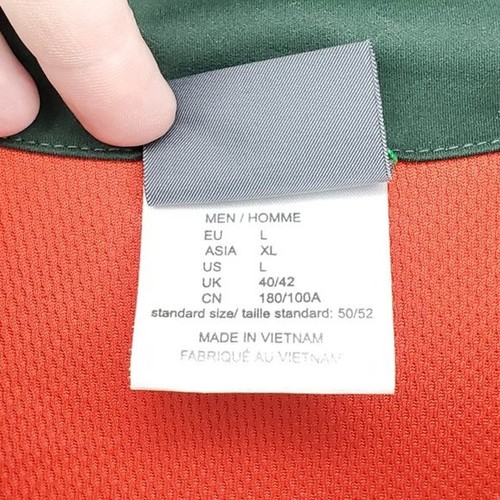 MEN / HOMME
EU L
ASIA XL
US L
UK 40/42
CN 180/100A
standard size/ taille standard: 50/52
MADE IN VIETNAM
FABRIQUÉ AU VIETNAM